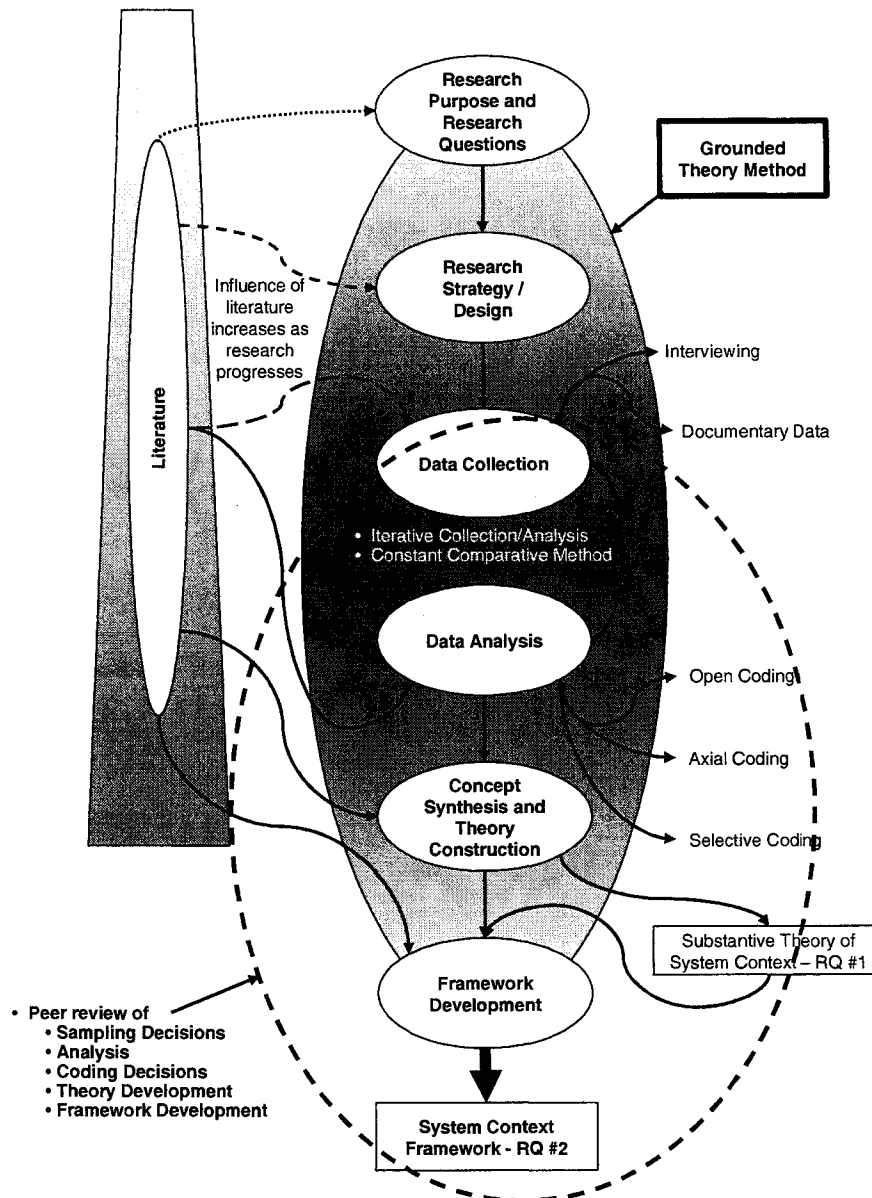 Research
Purpose and
Research
Questions
Grounded
Theory Method
Research
Strategy /
Design
Influence of
literature
increases as
research
progresses
Literature
Interviewing
Documentary Data
Data Collection
• Iterative Collection/Analysis
• Constant Comparative Method
Data Analysis
Open Coding
Axial Coding
Selective Coding
Concept
Synthesis and
Theory
Construction
Substantive Theory of
System Context – RQ #1
Framework
Development
• Peer review of
• Sampling Decisions
• Analysis
• Coding Decisions
• Theory Development
• Framework Development
System Context
Framework - RQ #2